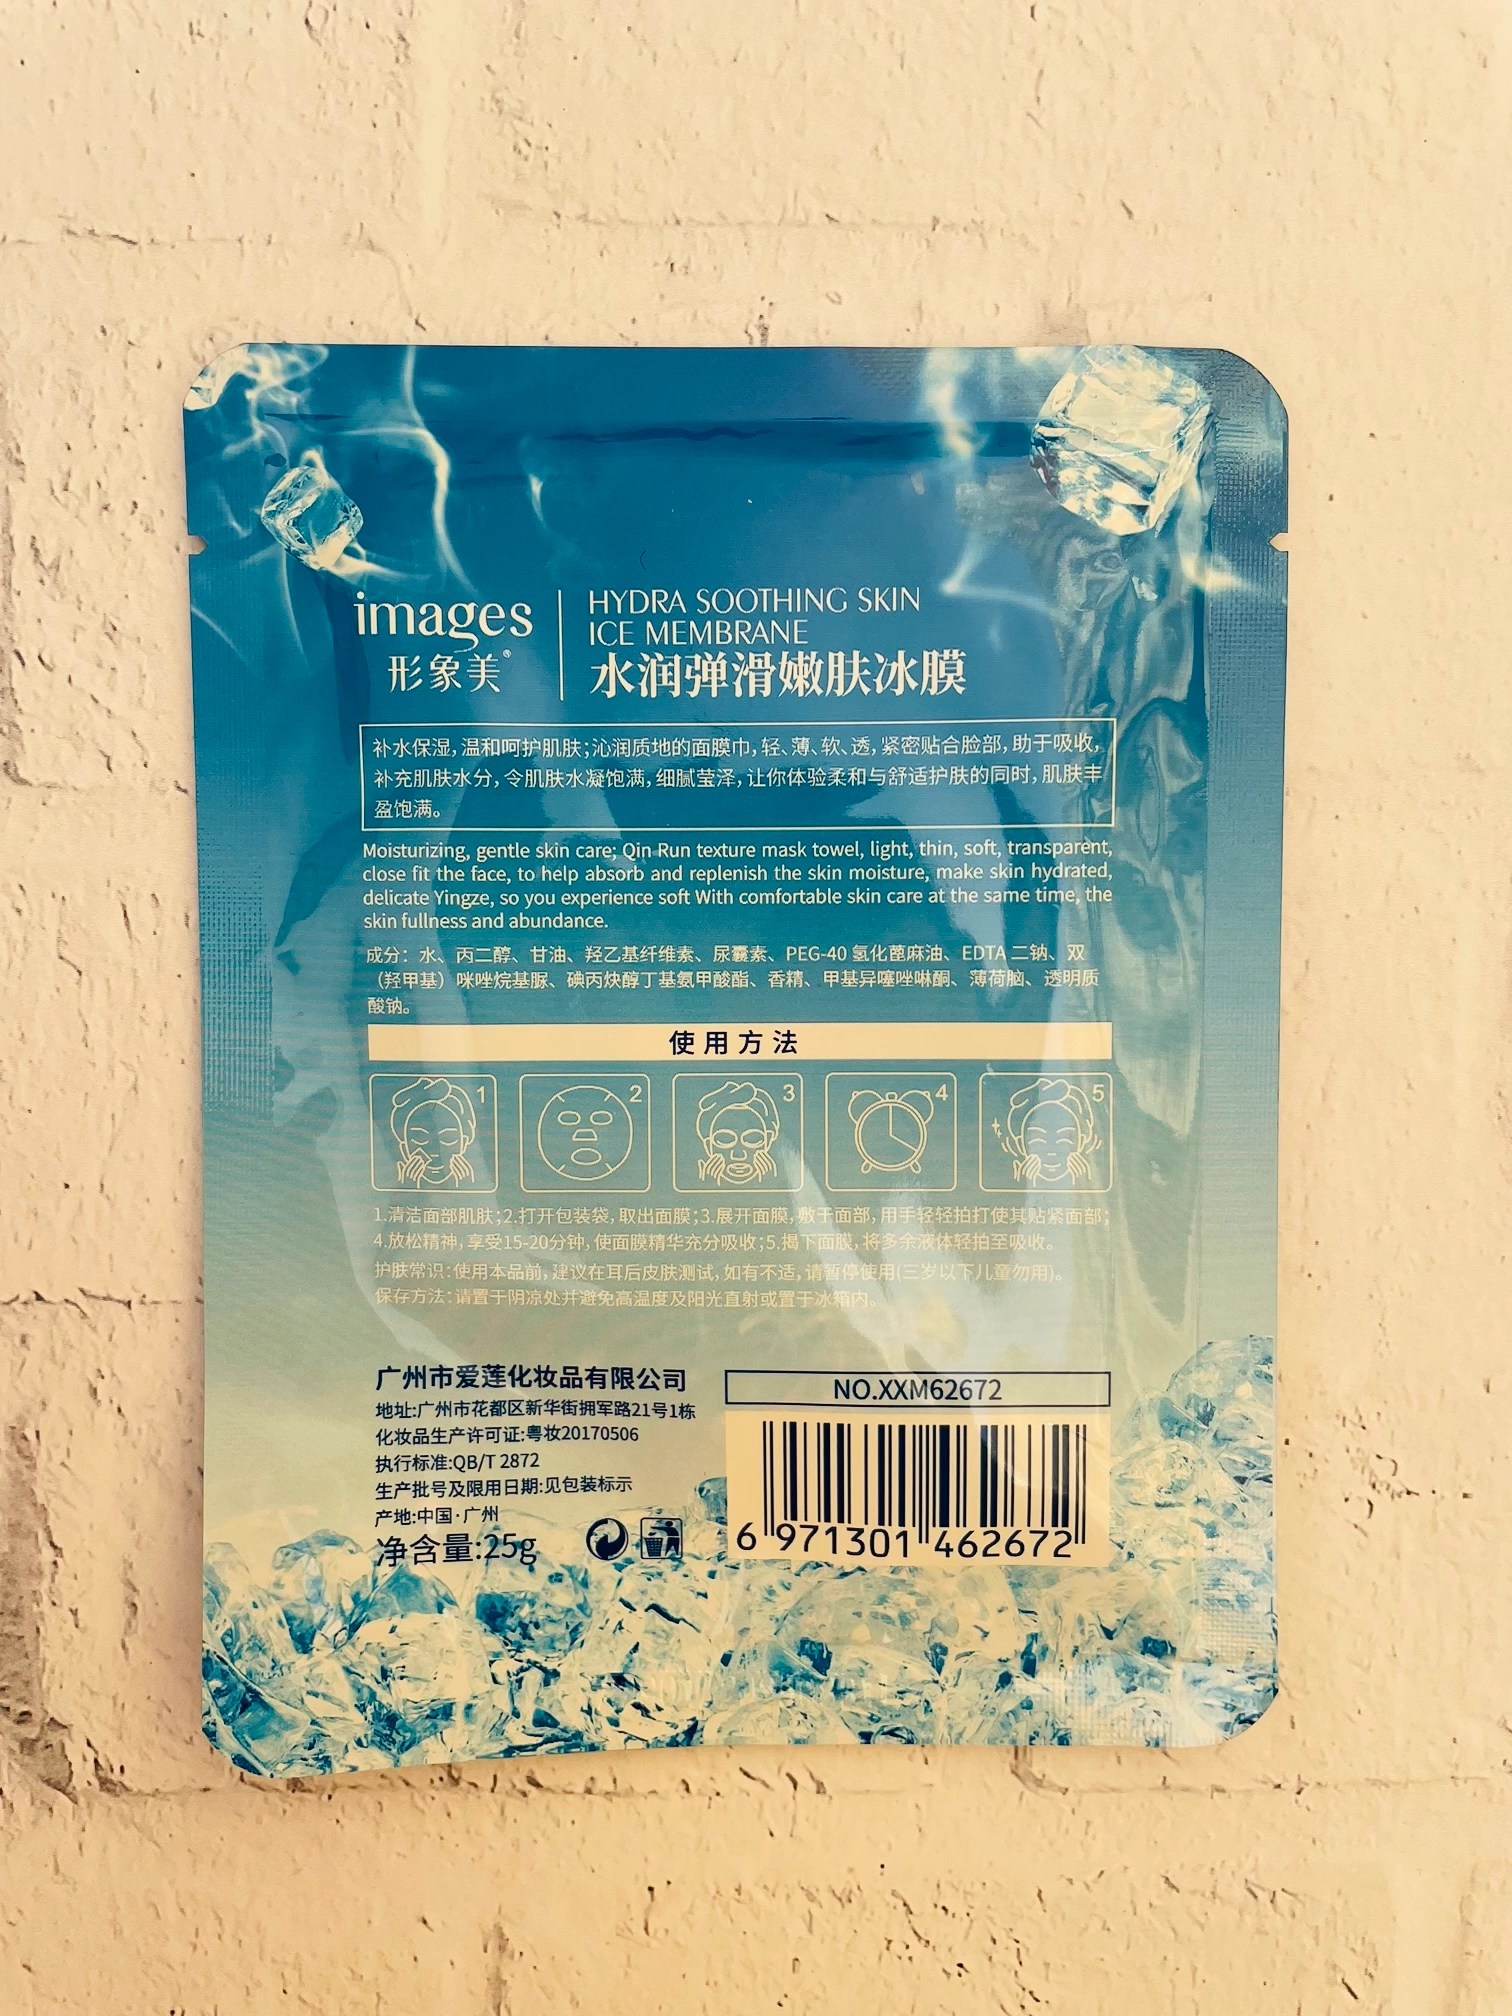 images
形象美®
HYDRA SOOTHING SKIN
ICE MEMBRANE
水润弹滑嫩肤冰膜
补水保湿,温和呵护肌肤;沁润质地的面膜巾,轻、薄、软、透,紧密贴合脸部,助于吸收,
补充肌肤水分,令肌肤水凝饱满,细腻莹泽,让你体验柔和与舒适护肤的同时,肌肤丰
盈饱满。
Moisturizing, gentle skin care; Qin Run texture mask towel, light, thin, soft, transparent,
close fit the face, to help absorb and replenish the skin moisture, make skin hydrated,
delicate Yingze, so you experience soft With comfortable skin care at the same time, the
skin fullness and abundance.
成分：水、丙二醇、甘油、羟乙基纤维素、尿囊素、PEG-40 氢化蓖麻油、EDTA 二钠、双
（羟甲基）咪唑烷基脲、碘丙炔醇丁基氨甲酸酯、香精、甲基异噻唑啉酮、薄荷脑、透明质
酸钠。
使用方法
1
2
3
4
5
1.清洁面部肌肤;2.打开包装袋,取出面膜;3.展开面膜,敷于面部,用手轻轻拍打使其贴紧面部;
4.放松精神,享受15-20分钟,使面膜精华充分吸收;5.揭下面膜,将多余液体轻拍至吸收。
护肤常识:使用本品前,建议在耳后皮肤测试,如有不适,请暂停使用(三岁以下儿童勿用)。
保存方法:请置于阴凉处并避免高温度及阳光直射或置于冰箱内。
广州市爱莲化妆品有限公司
地址:广州市花都区新华街拥军路21号1栋
化妆品生产许可证:粤妆20170506
执行标准:QB/T 2872
生产批号及限用日期:见包装标示
产地:中国·广州
净含量:25g
NO.XXM62672
6 971301 462672